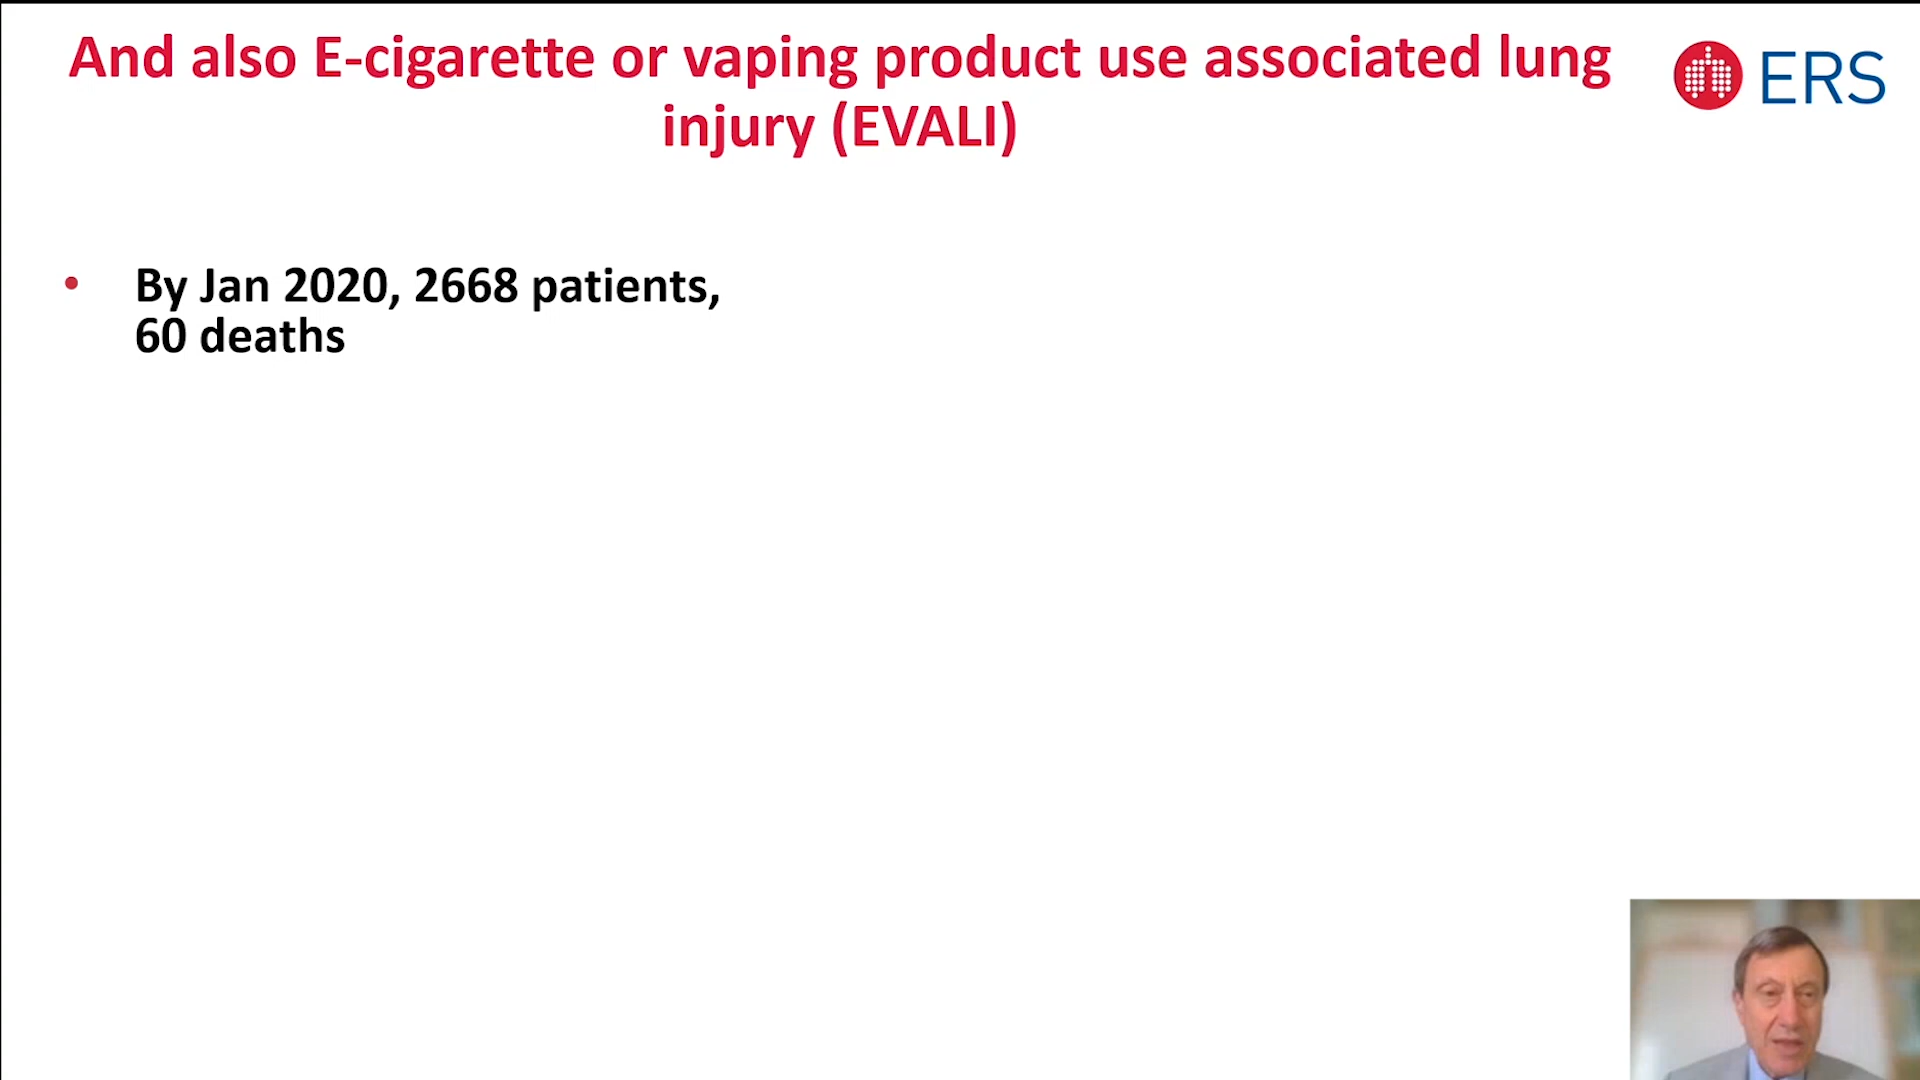 And also E-cigarette or vaping product use associated lung
injury (EVALI)
ERS
• By Jan 2020, 2668 patients,
60 deaths